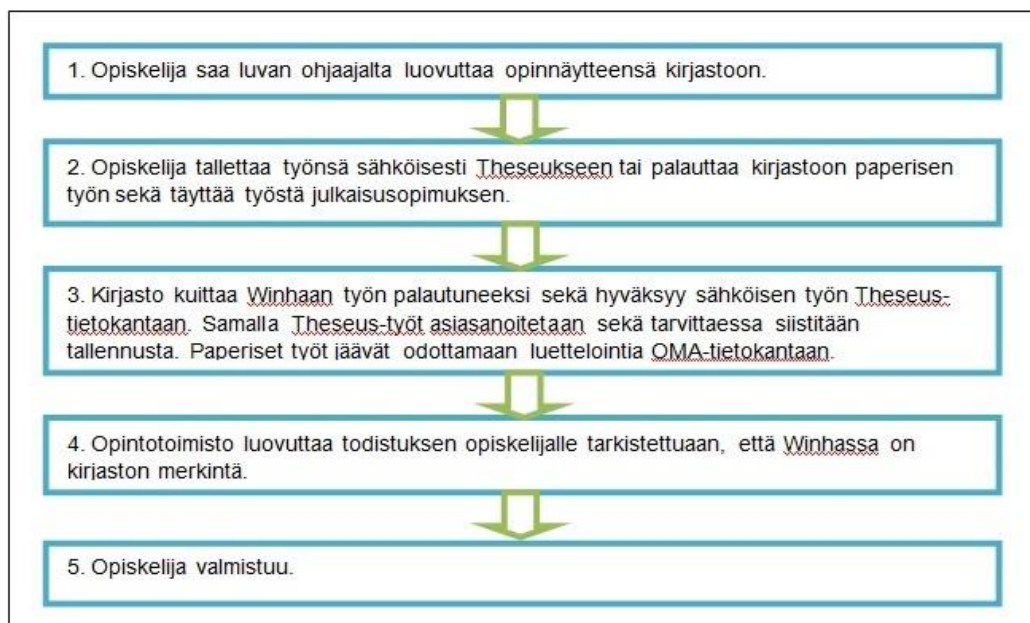 1. Opiskelija saa luvan ohjaajalta luovuttaa opinnäytteensä kirjastoon.
2. Opiskelija tallettaa työnsä sähköisesti Theseukseen tai palauttaa kirjastoon paperisen
työn sekä täyttää työstä julkaisusopimuksen.
3. Kirjasto kuittaa Winhaan työn palautuneeksi sekä hyväksyy sähköisen työn Theseus-
tietokantaan. Samalla Theseus-työt asiasanoitetaan sekä tarvittaessa siistitään
tallennusta. Paperiset työt jäävät odottamaan luettelointia OMA-tietokantaan.
4. Opintotoimisto luovuttaa todistuksen opiskelijalle tarkistettuaan, että Winhassa on
kirjaston merkintä.
5. Opiskelija valmistuu.